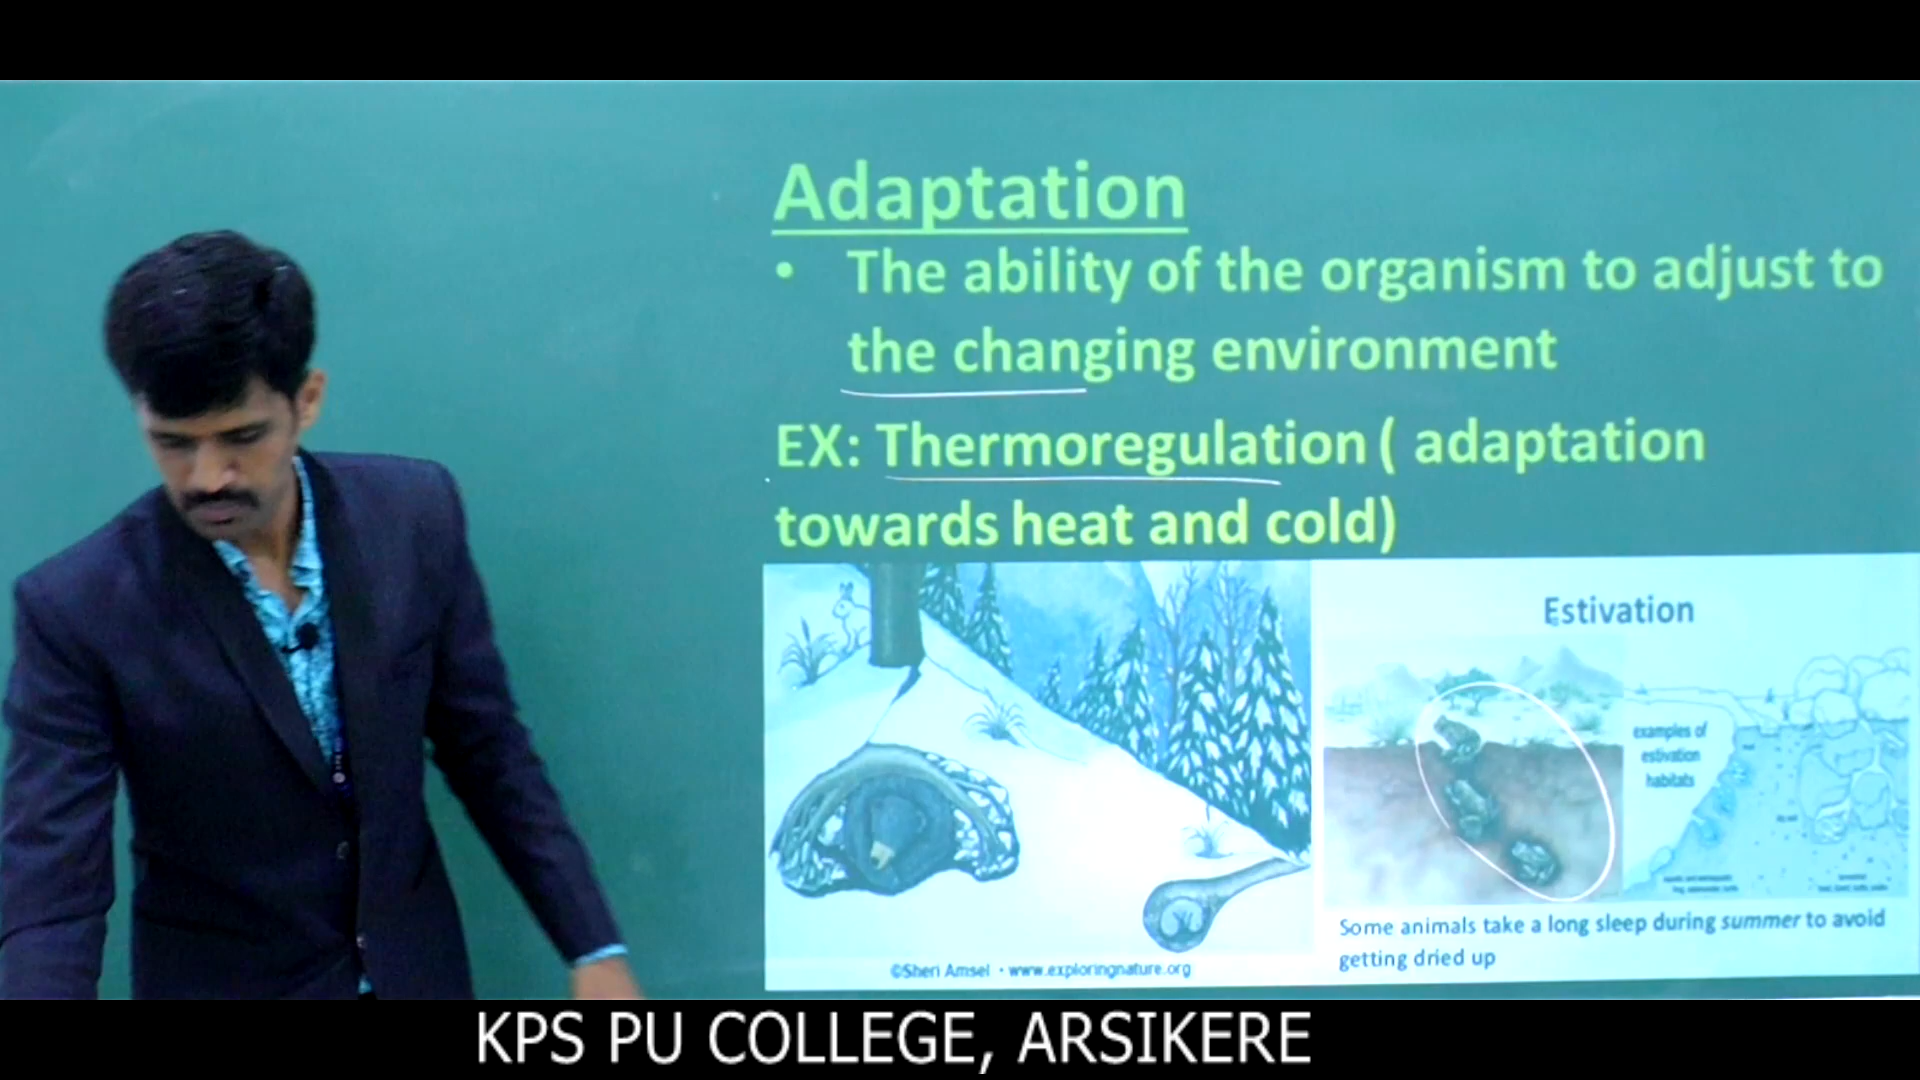 Adaptation
• The ability of the organism to adjust to
the changing environment
EX: Thermoregulation ( adaptation
towards heat and cold)
Estivation
examples of
estivation
habitats
©Sheri Amsel • www.exploringnature.org
Some animals take a long sleep during summer to avoid
getting dried up
KPS PU COLLEGE, ARSIKERE